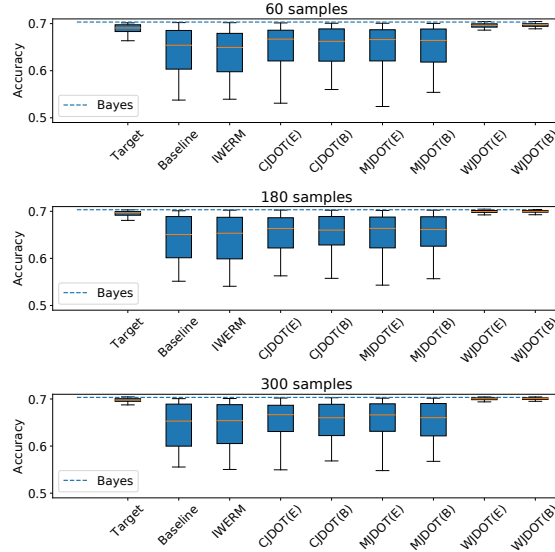 60 samples
0.7
0.6
0.5
Accuracy
Bayes
Target
Baseline
IWERM
CJDOT(E)
CJDOT(B)
MJDOT(E)
MJDOT(B)
WJDOT(E)
WJDOT(B)
180 samples
0.7
0.6
0.5
Accuracy
Bayes
Target
Baseline
IWERM
CJDOT(E)
CJDOT(B)
MJDOT(E)
MJDOT(B)
WJDOT(E)
WJDOT(B)
300 samples
0.7
0.6
0.5
Accuracy
Bayes
Target
Baseline
IWERM
CJDOT(E)
CJDOT(B)
MJDOT(E)
MJDOT(B)
WJDOT(E)
WJDOT(B)